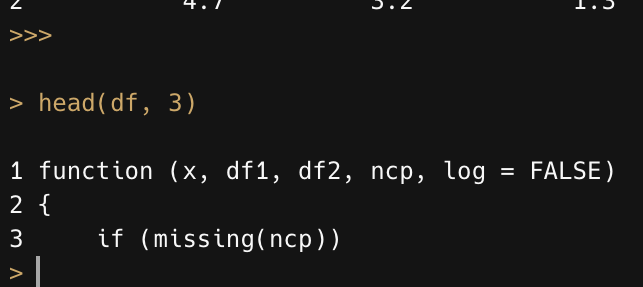 2 4.7 3.2 1.3
>>>
> head(df, 3)
1 function (x, df1, df2, ncp, log = FALSE)
2 {
3 if (missing(ncp))
>